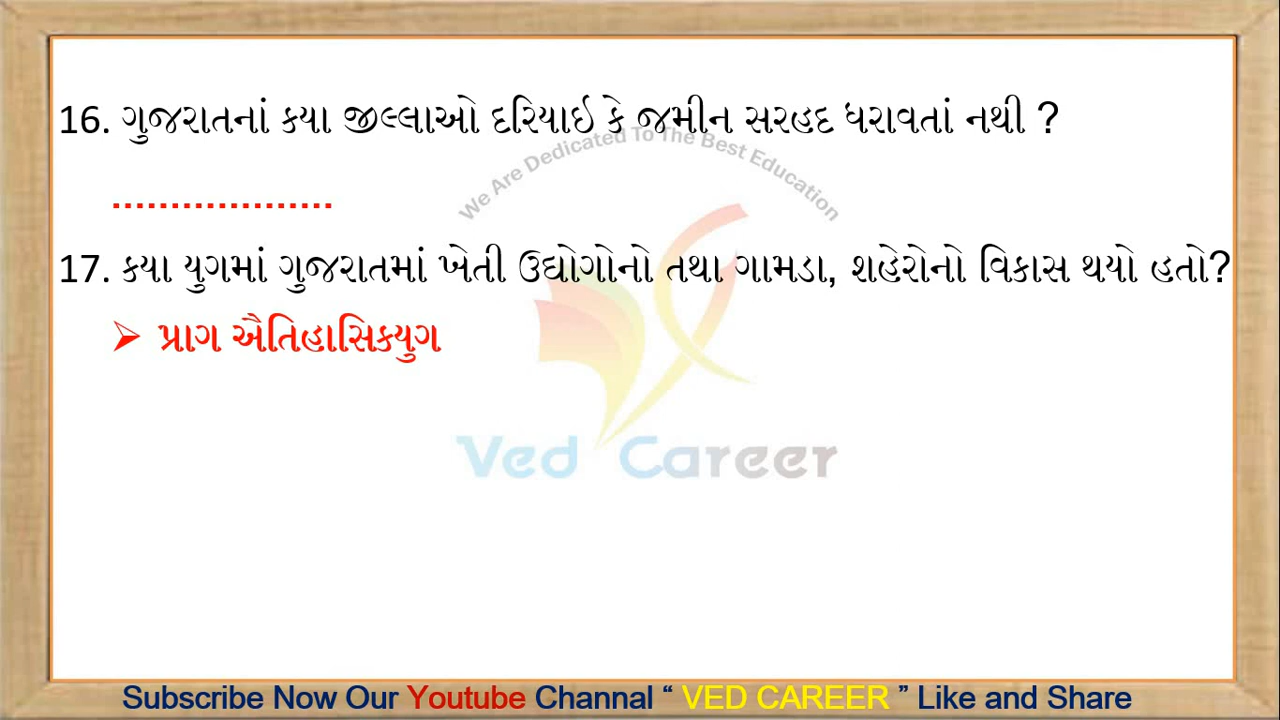 16. ગુજરાતનાં કયા જીલ્લાઓ દરિયાઈ કે જમીન સરહદ ધરાવતાં નથી ?
We Are Dedicated To The Best Education
...................
17. કયા યુગમાં ગુજરાતમાં ખેતી ઉદ્યોગોનો તથા ગામડા, શહેરોનો વિકાસ થયો હતો?
➢ પ્રાગ ઐતિહાસિકયુગ
Ved Career
Subscribe Now Our Youtube Channal “ VED CAREER ” Like and Share